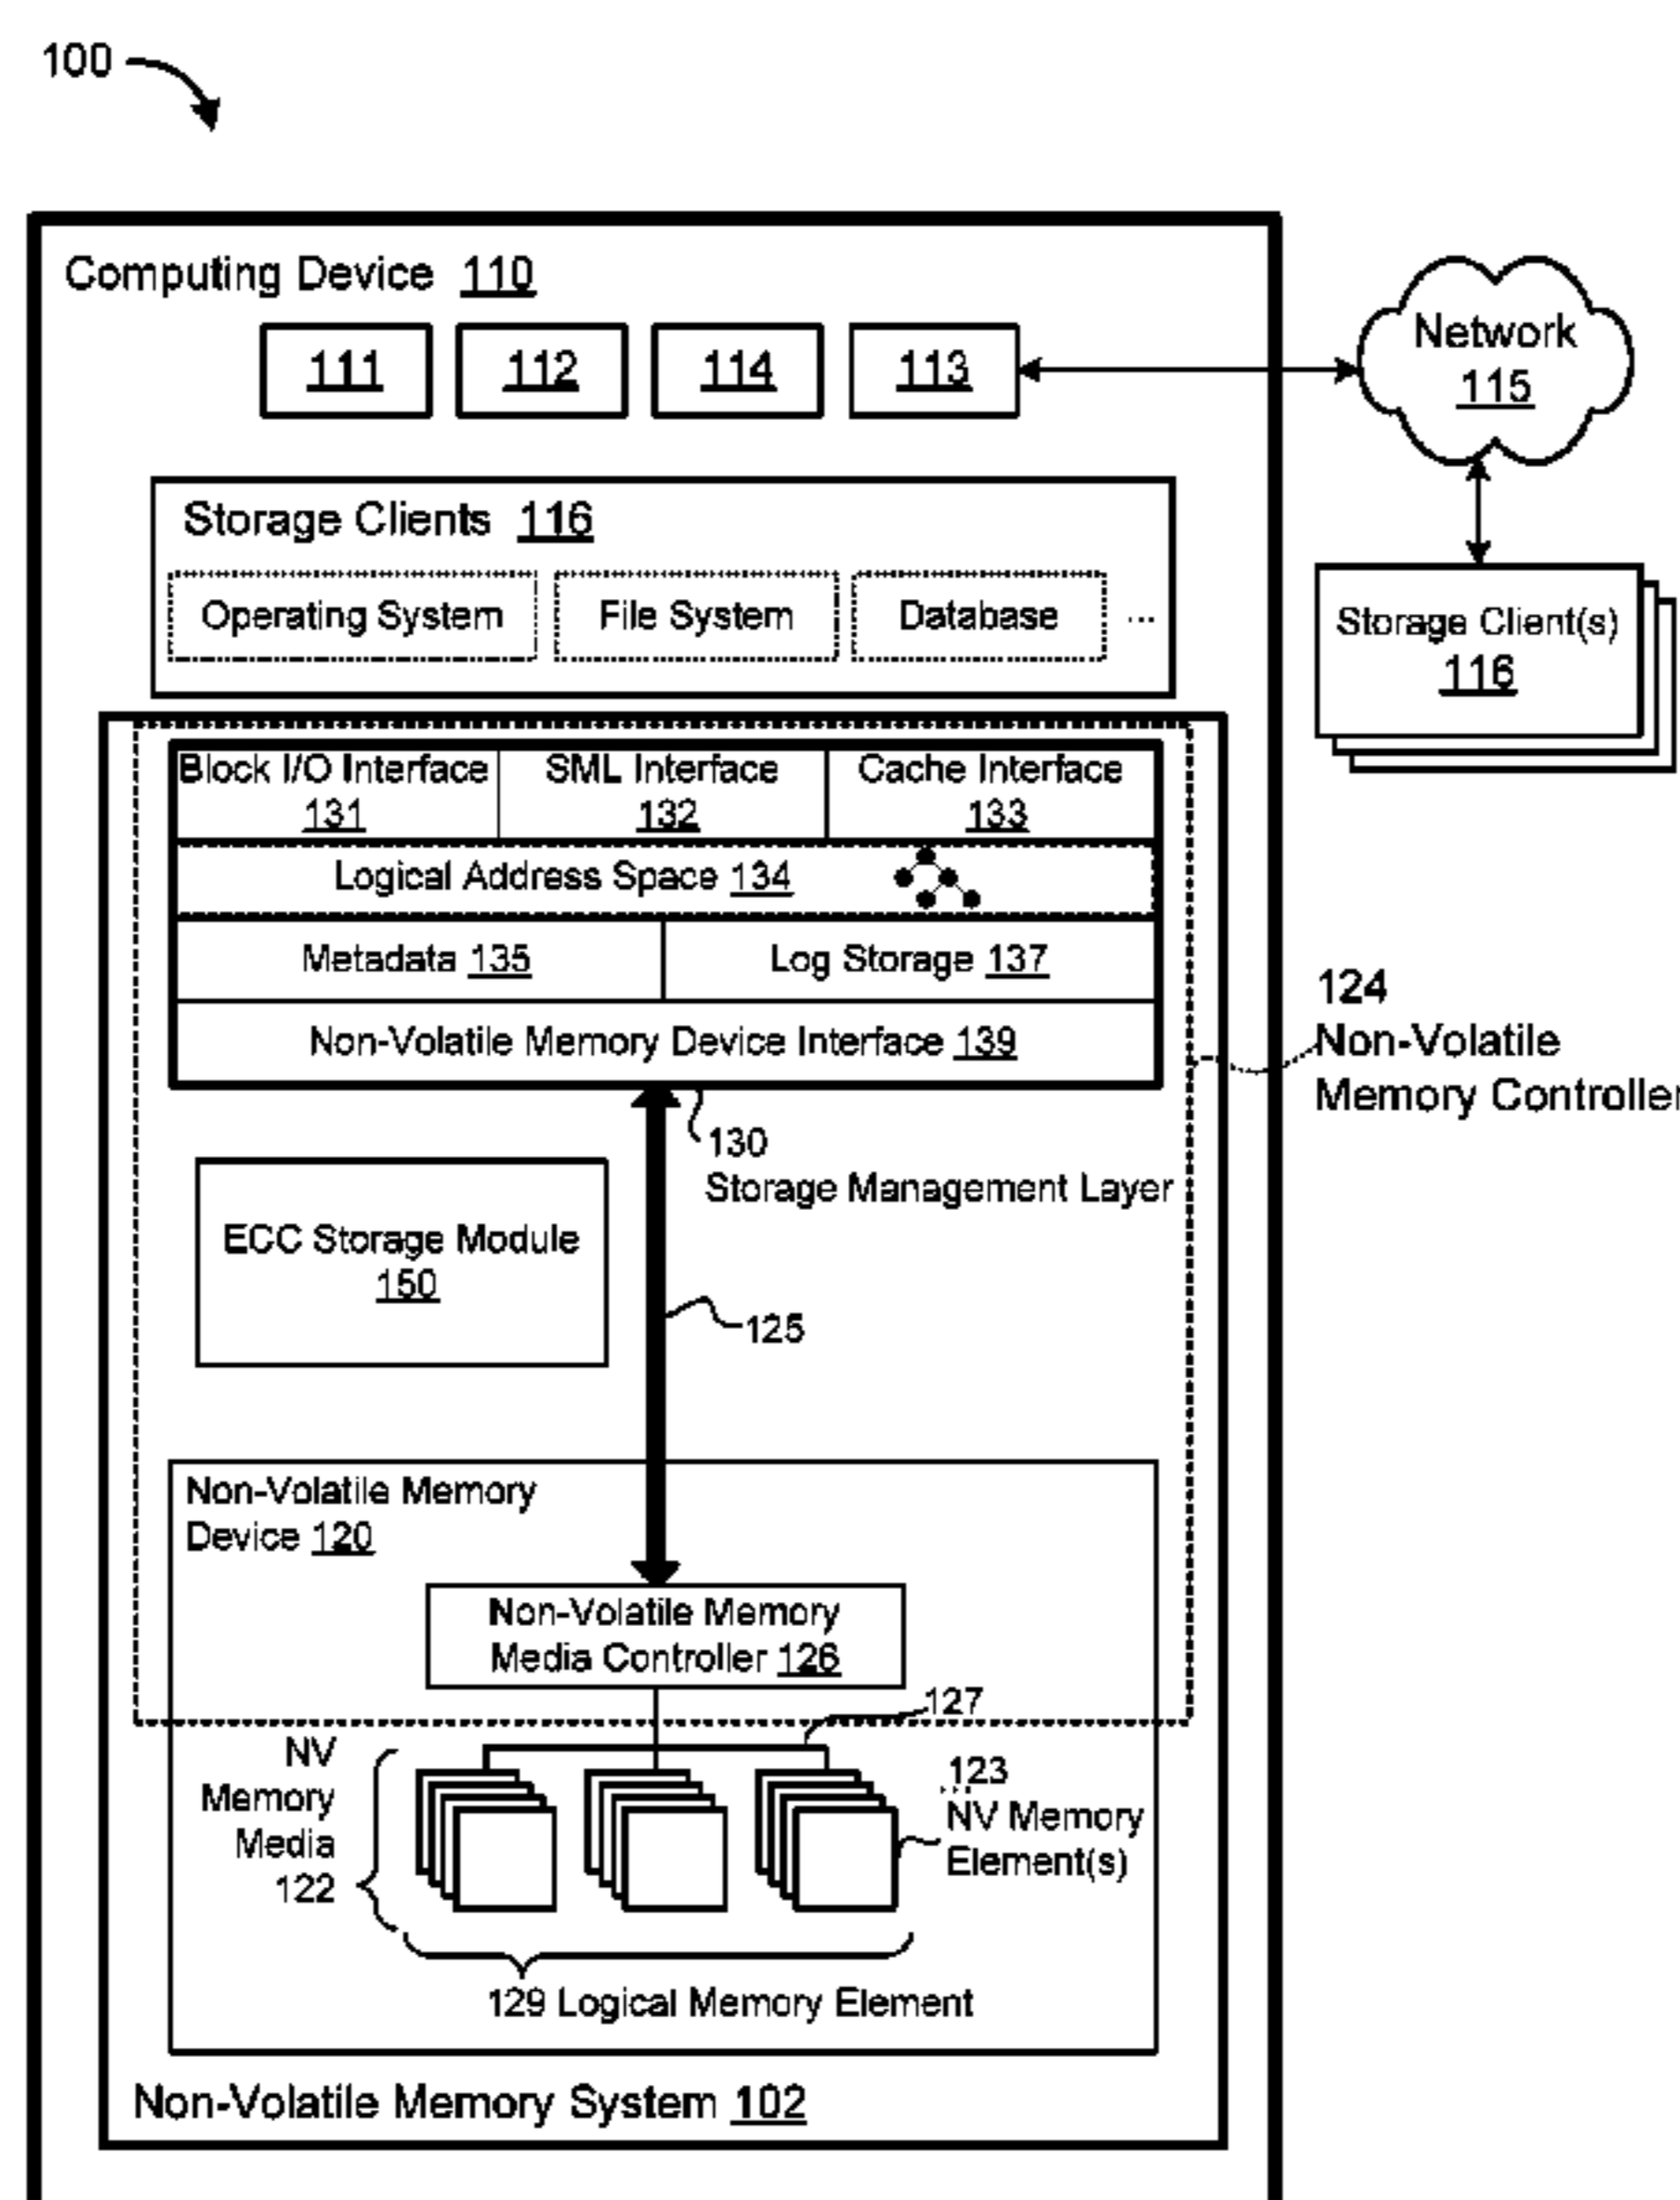 100
Computing Device 110
111 112 114 113
Network
115
Storage Clients 116
Operating System File System Database ...
Storage Client(s)
116
Block I/O Interface
131
SML Interface
132
Cache Interface
133
Logical Address Space 134
Metadata 135 Log Storage 137
Non-Volatile Memory Device Interface 139
124
Non-Volatile
Memory Controller
130
Storage Management Layer
ECC Storage Module
150
125
Non-Volatile Memory
Device 120
Non-Volatile Memory
Media Controller 126
127
NV
Memory
Media
122
...
123
NV Memory
Element(s)
129 Logical Memory Element
Non-Volatile Memory System 102